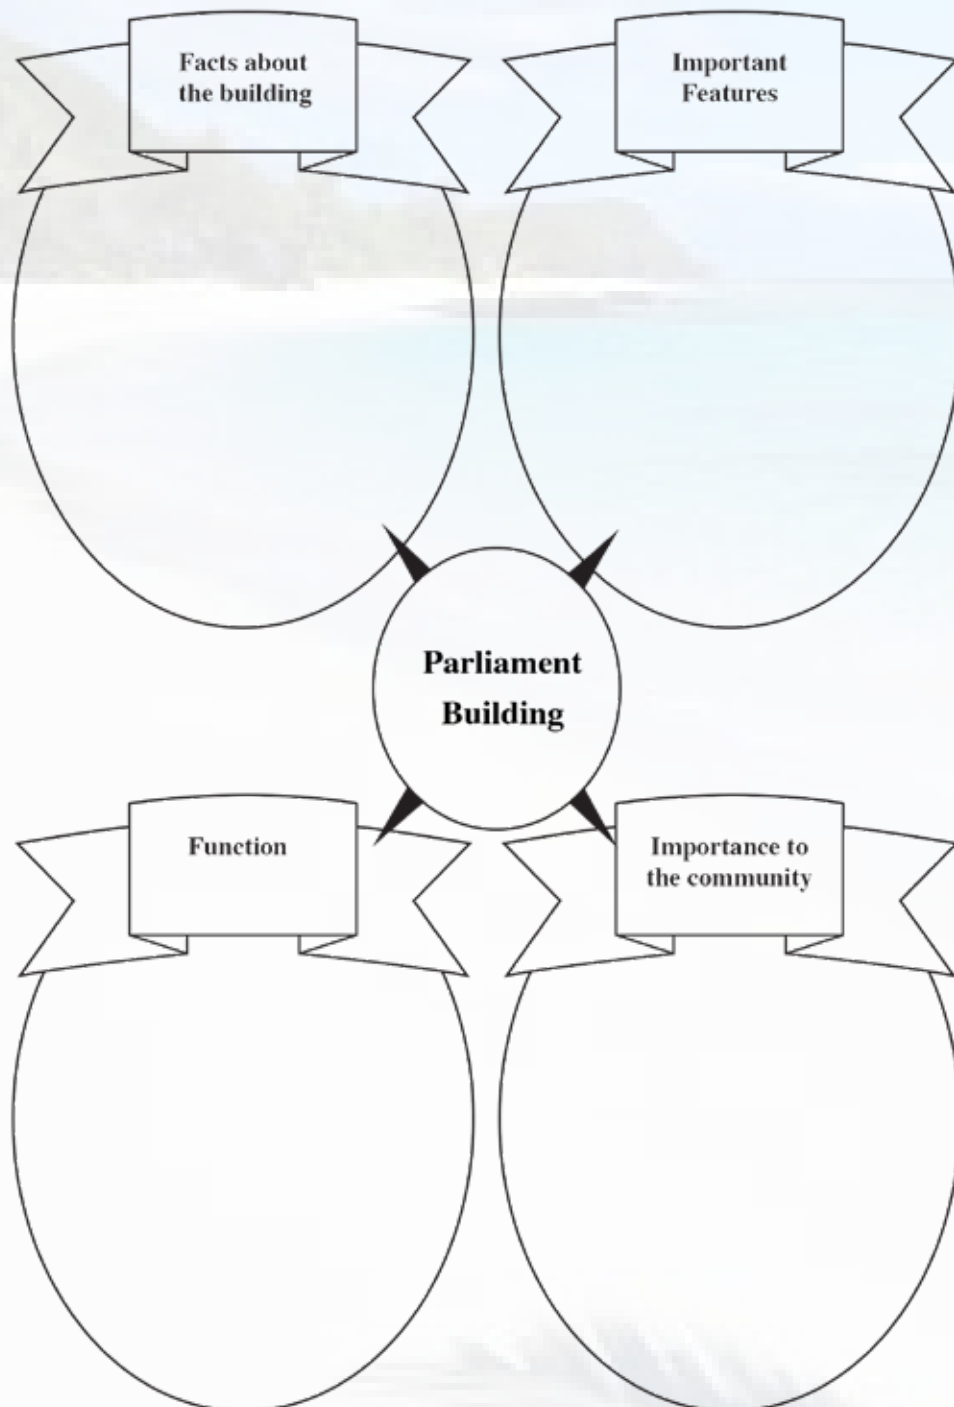 Facts about
the building
Important
Features
Parliament
Building
Function
Importance to
the community